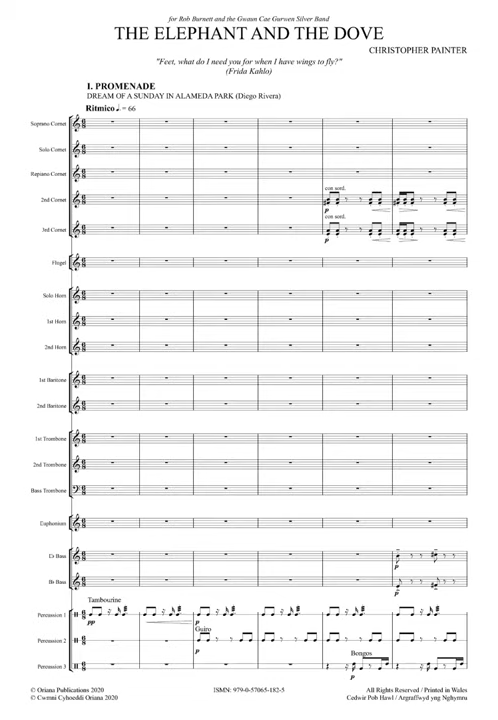 for Rob Burnett and the Gwaun Cae Gurwen Silver Band
THE ELEPHANT AND THE DOVE
CHRISTOPHER PAINTER
"Feet, what do I need you for when I have wings to fly?"
(Frida Kahlo)
I. PROMENADE
DREAM OF A SUNDAY IN ALAMEDA PARK (Diego Rivera)
Ritmico ♩. = 66
Soprano Cornet
Solo Cornet
Repiano Cornet
con sord.
2nd Cornet
p
con sord.
3rd Cornet
p
Flugel
Solo Horn
1st Horn
2nd Horn
1st Baritone
2nd Baritone
1st Trombone
2nd Trombone
Bass Trombone
Euphonium
E♭ Bass
p
B♭ Bass
p
Tambourine
Percussion 1
pp
p
Guiro
Percussion 2
p
Bongos
Percussion 3
p
© Oriana Publications 2020
ISMN: 979-0-57065-182-5
All Rights Reserved / Printed in Wales
© Cwmni Cyhoeddi Oriana 2020
Cedwir Pob Hawl / Argraffwyd yng Nghymru